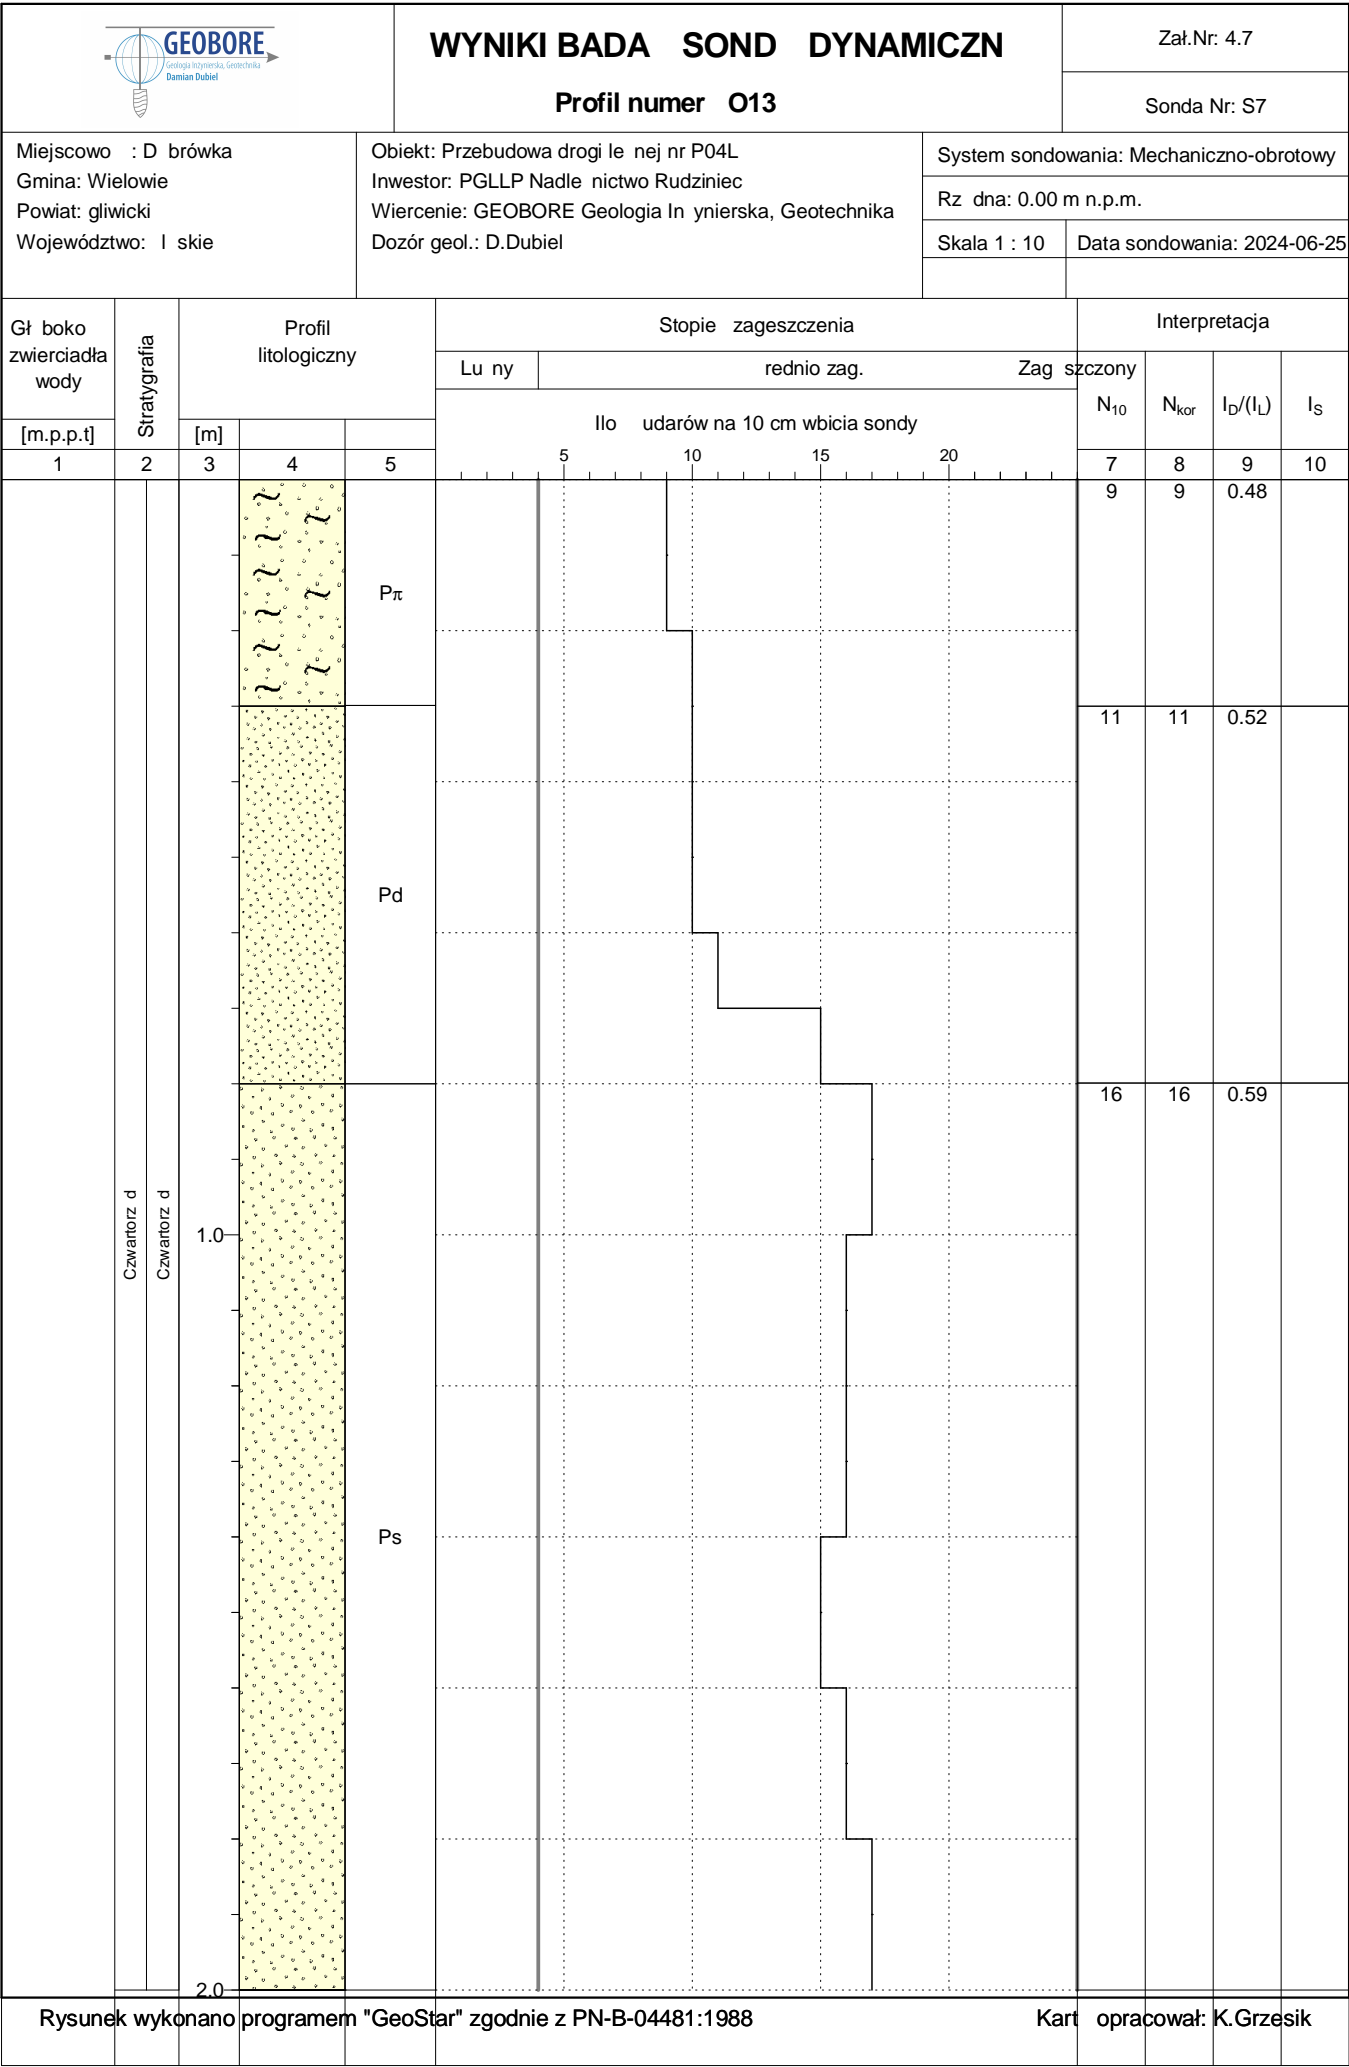 GEOBORE
Geologia Inżynierska, Geotechnika
Damian Dubiel
WYNIKI BADA SOND DYNAMICZN
Profil numer O13
Zał.Nr: 4.7
Sonda Nr: S7
Miejscowo : D brówka
Gmina: Wielowie
Powiat: gliwicki
Województwo: l skie
Obiekt: Przebudowa drogi le nej nr P04L
Inwestor: PGLLP Nadle nictwo Rudziniec
Wiercenie: GEOBORE Geologia In ynierska, Geotechnika
Dozór geol.: D.Dubiel
System sondowania: Mechaniczno-obrotowy
Rz dna: 0.00 m n.p.m.
Skala 1 : 10 Data sondowania: 2024-06-25
Gł boko
zwierciadła
wody
[m.p.p.t]
Stratygrafia
Profil
litologiczny
[m]
Stopie zageszczenia
Lu ny rednio zag. Zag szczony
Ilo udarów na 10 cm wbicia sondy
5 10 15 20
Interpretacja
N10 Nkor ID/(IL) IS
1 2 3 4 5 7 8 9 10
9 9 0.48
Pπ
11 11 0.52
Pd
16 16 0.59
Czwartorz d
Czwartorz d
1.0
Ps
2.0
Rysunek wykonano programem "GeoStar" zgodnie z PN-B-04481:1988
Kart opracował: K.Grzesik